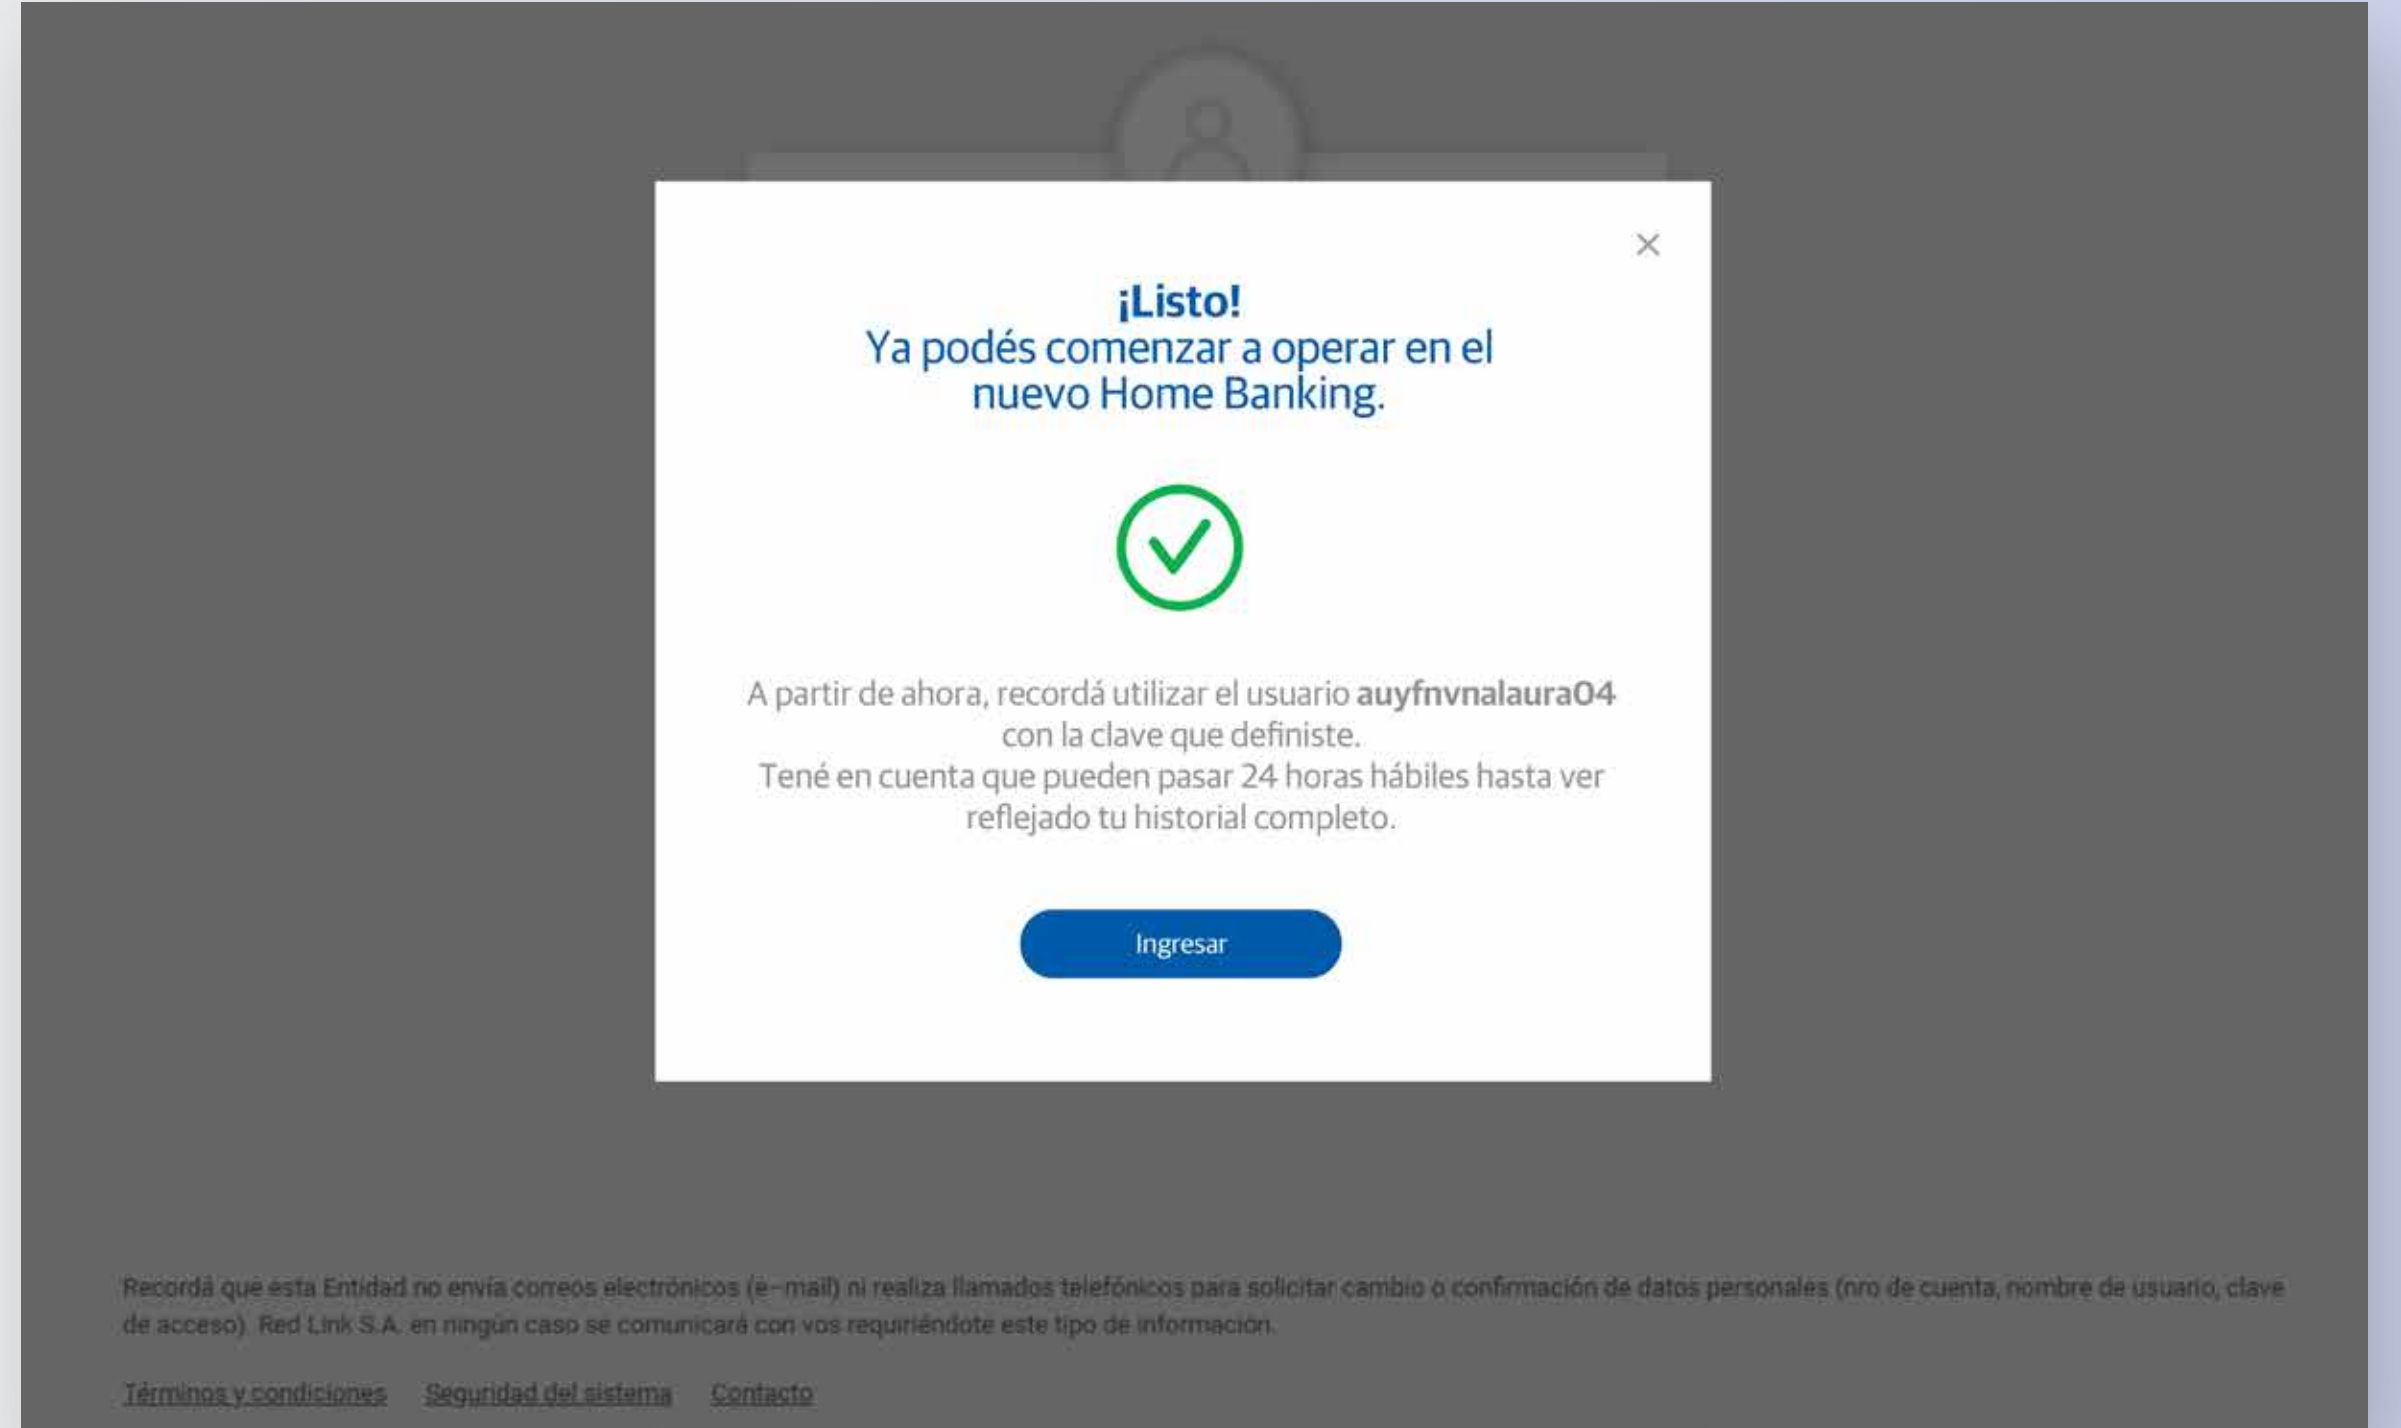 ¡Listo!
Ya podés comenzar a operar en el
nuevo Home Banking.
A partir de ahora, recordá utilizar el usuario auyfnvnalaura04
con la clave que definiste.
Tené en cuenta que pueden pasar 24 horas hábiles hasta ver
reflejado tu historial completo.
Ingresar
Recordá que esta Entidad no envía correos electrónicos (e-mail) ni realiza llamados telefónicos para solicitar cambio o confirmación de datos personales (nro de cuenta, nombre de usuario, clave
de acceso). Red Link S.A. en ningún caso se comunicará con vos requiriéndote este tipo de información.
Términos y condiciones Seguridad del sistema Contacto